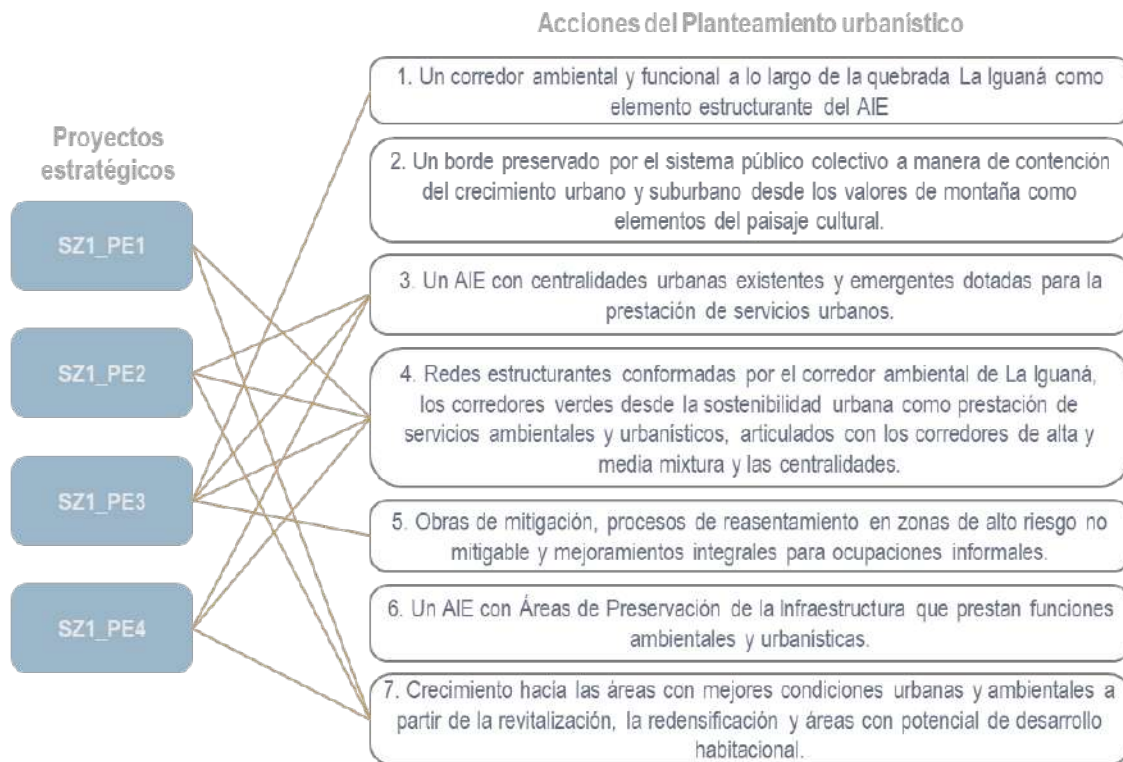 Acciones del Planteamiento urbanístico
Proyectos
estratégicos
SZ1_PE1
SZ1_PE2
SZ1_PE3
SZ1_PE4
1. Un corredor ambiental y funcional a lo largo de la quebrada La Iguaná como
elemento estructurante del AIE
2. Un borde preservado por el sistema público colectivo a manera de contención
del crecimiento urbano y suburbano desde los valores de montaña como
elementos del paisaje cultural.
3. Un AIE con centralidades urbanas existentes y emergentes dotadas para la
prestación de servicios urbanos.
4. Redes estructurantes conformadas por el corredor ambiental de La Iguaná,
los corredores verdes desde la sostenibilidad urbana como prestación de
servicios ambientales y urbanísticos, articulados con los corredores de alta y
media mixtura y las centralidades.
5. Obras de mitigación, procesos de reasentamiento en zonas de alto riesgo no
mitigable y mejoramientos integrales para ocupaciones informales.
6. Un AIE con Áreas de Preservación de la Infraestructura que prestan funciones
ambientales y urbanísticas.
7. Crecimiento hacía las áreas con mejores condiciones urbanas y ambientales a
partir de la revitalización, la redensificación y áreas con potencial de desarrollo
habitacional.